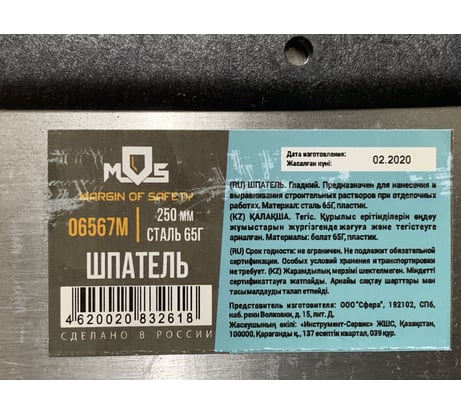 MOS
MARGIN OF SAFETY
06567М
250 мм
СТАЛЬ 65Г
ШПАТЕЛЬ
4 620020 832618
СДЕЛАНО В РОССИИ
Дата изготовления:
Жасалған күні:
02.2020
(RU) ШПАТЕЛЬ. Гладкий. Предназначен для нанесения и
выравнивания строительных растворов при отделочных
работах. Материал: сталь 65Г, пластик.
(KZ) ҚАЛАҚША. Тегіс. Құрылыс ерітінділерін өңдеу
жұмыстарын жүргізгенде жағуға және тегістеуге
арналған. Материалы: болат 65Г, пластик.
(RU) Срок годности: не ограничен. Не подлежит обязательной
сертификации. Особых условий хранения и транспортировки
не требует. (KZ) Жарамдылық мерзімі шектелмеген. Міндетті
сертификаттауға жатпайды. Арнайы сақтау шарттары мен
тасымалдауды талап етпейді.
Представитель изготовителя: ООО"Сфера", 192102, СПб,
наб. реки Волковки, д. 15, лит. Д.
Жасаушының өкілі: «Инструмент-Сервис» ЖШС, Қазақстан,
100000, Қарағанды қ., 137 есептік квартал, 039 құр.